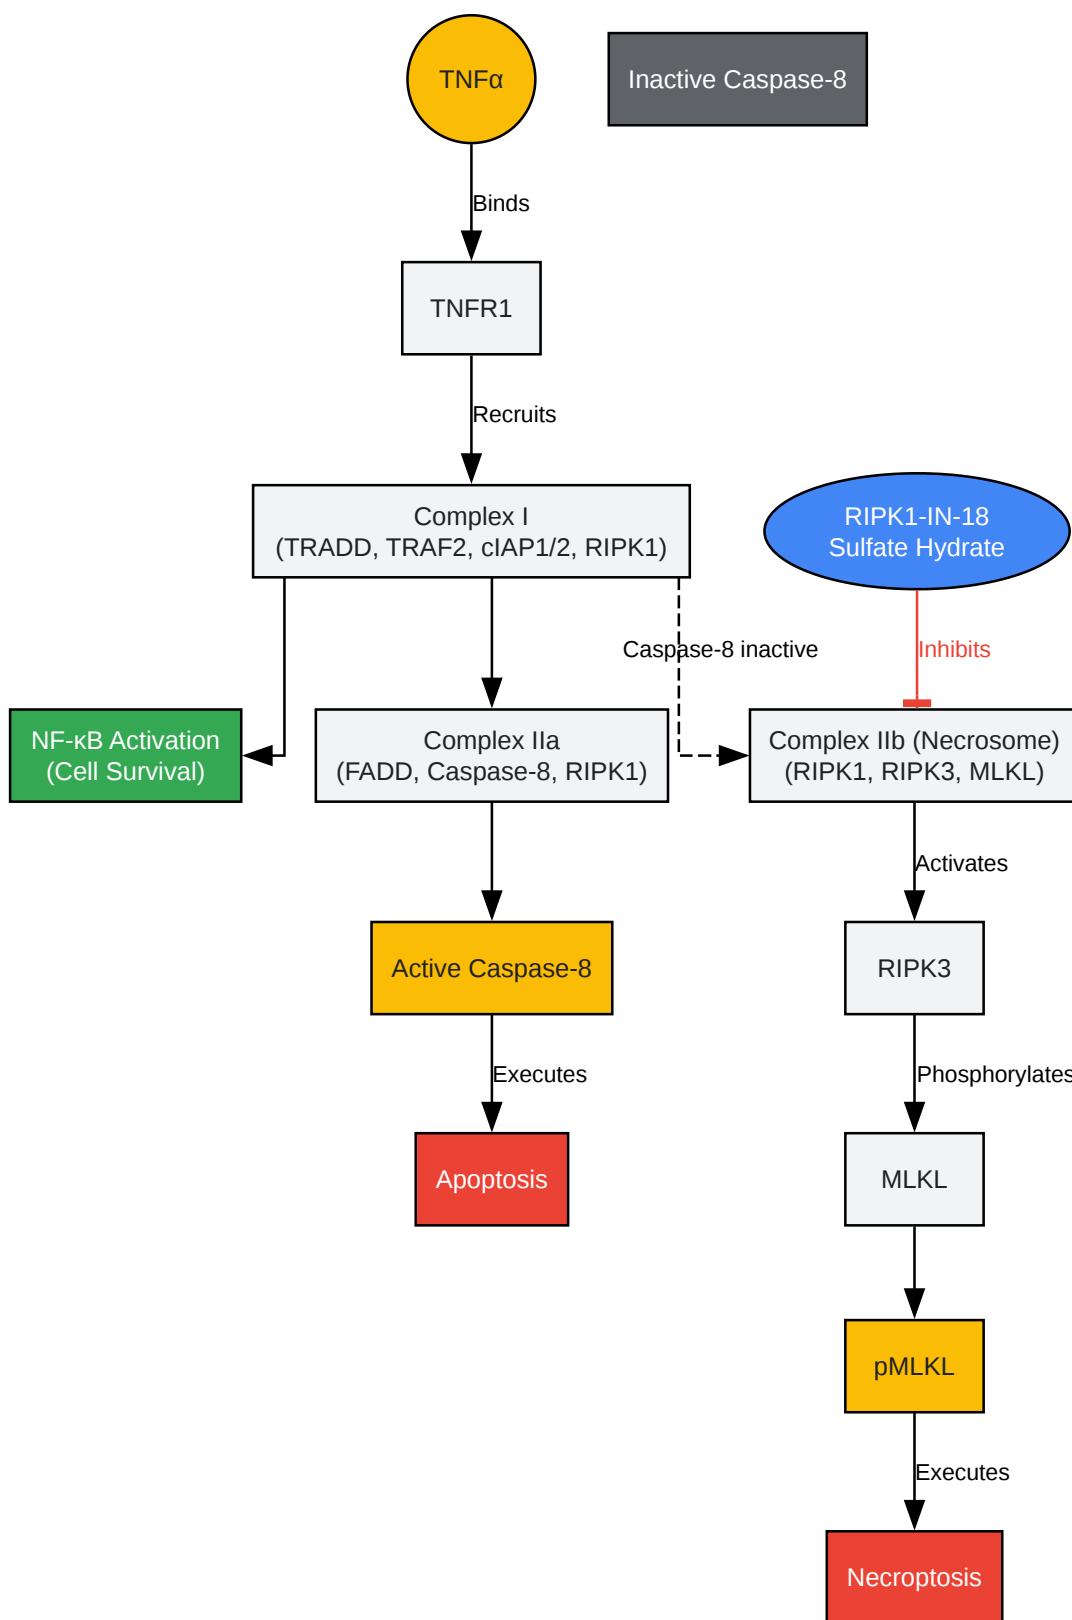 TNFα
Inactive Caspase-8
Binds
TNFR1
Recruits
Complex I
(TRADD, TRAF2, cIAP1/2, RIPK1)
RIPK1-IN-18
Sulfate Hydrate
Caspase-8 inactive
Inhibits
NF-κB Activation
(Cell Survival)
Complex IIa
(FADD, Caspase-8, RIPK1)
Complex IIb (Necrosome)
(RIPK1, RIPK3, MLKL)
Activates
Active Caspase-8
RIPK3
Executes
Phosphorylates
Apoptosis
MLKL
pMLKL
Executes
Necroptosis